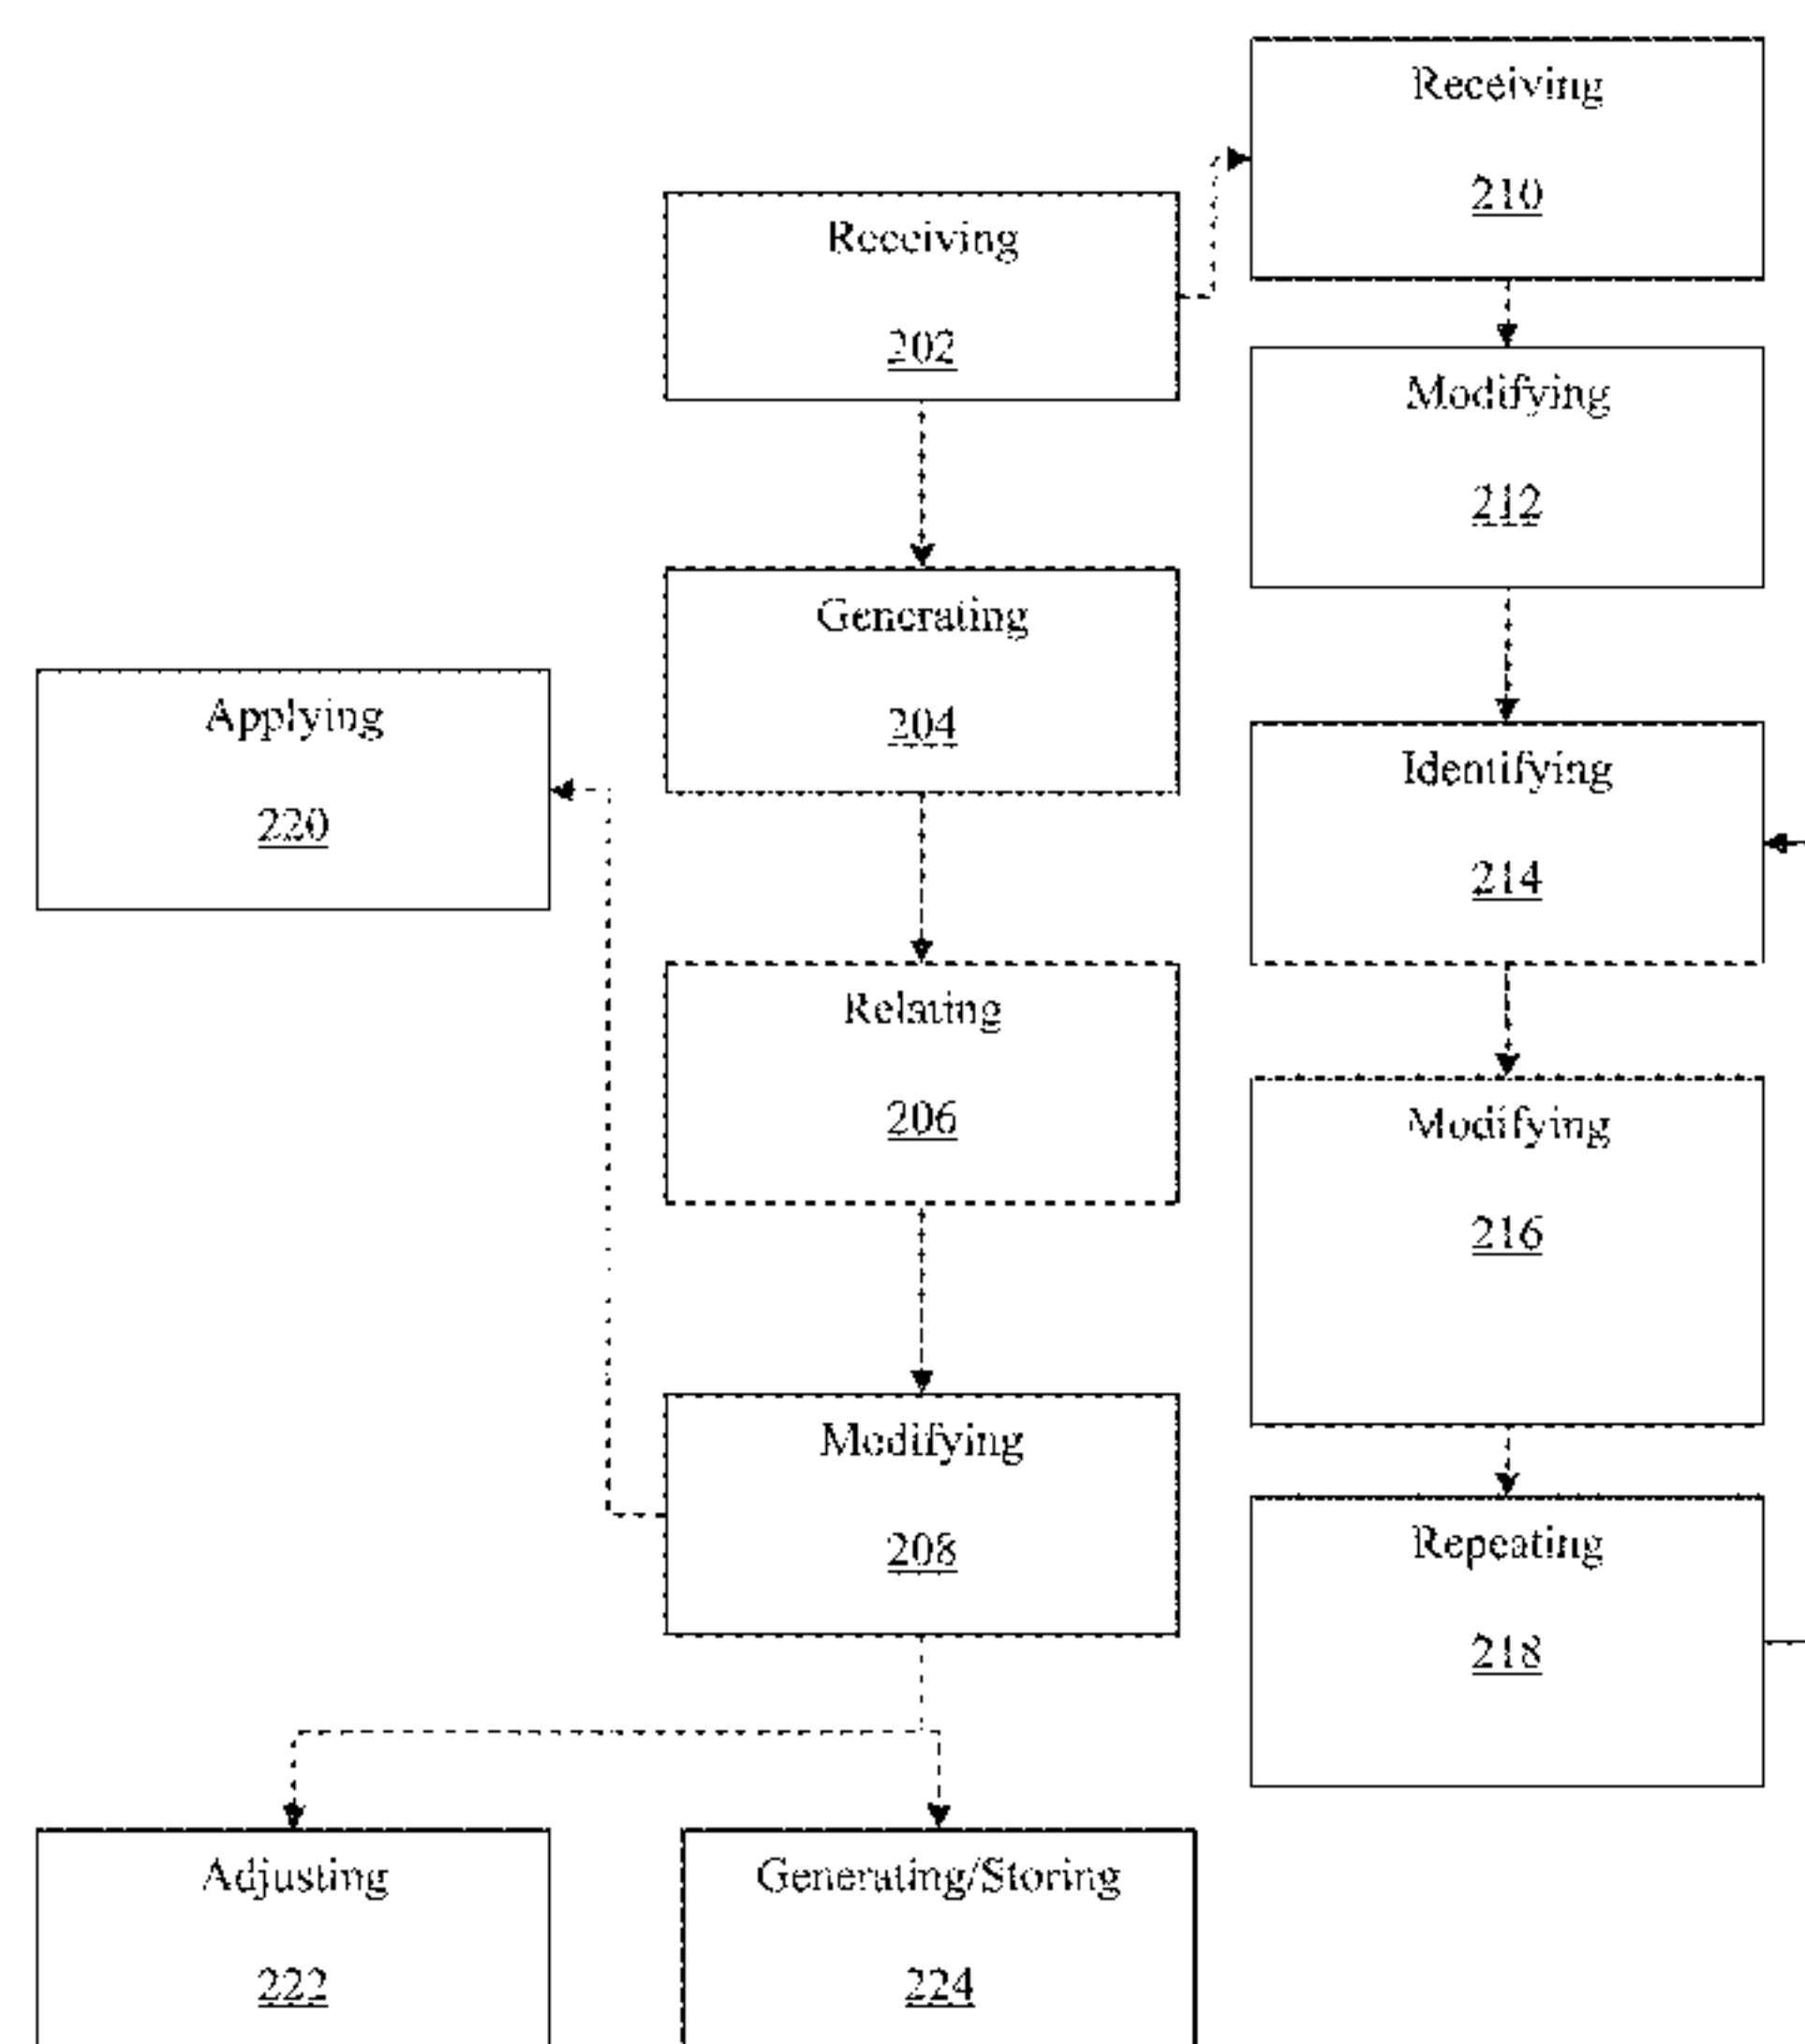 Receiving
210
Receiving
202
Modifying
212
Generating
204
Applying
220
Identifying
214
Relating
206
Modifying
216
Modifying
208
Repeating
218
Adjusting
222
Generating/Storing
224